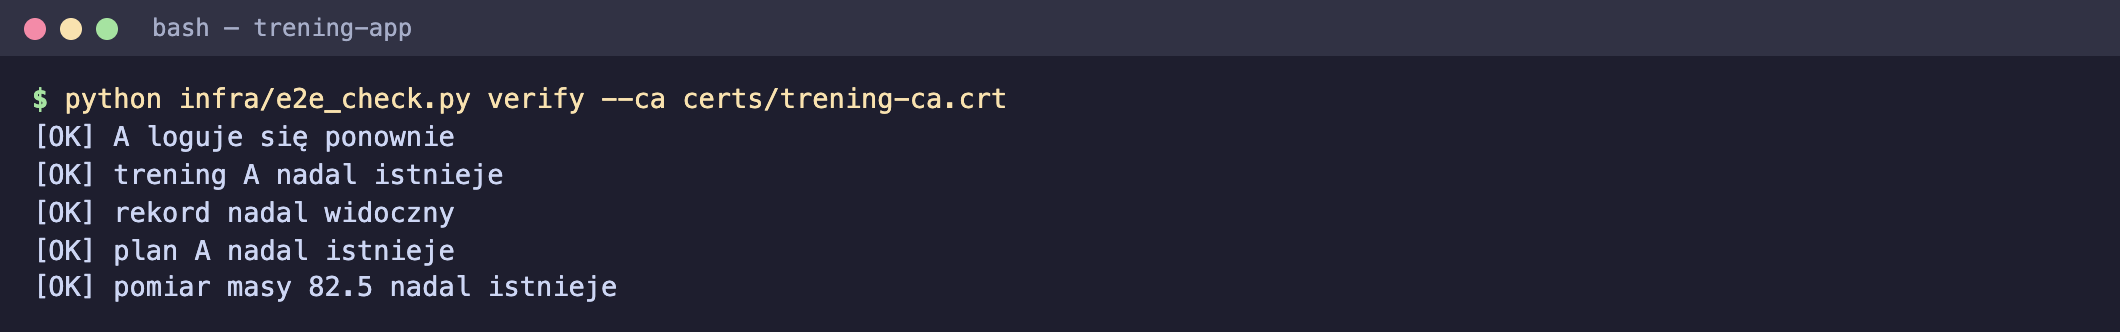 bash — trening-app
$ python infra/e2e_check.py verify --ca certs/trening-ca.crt
[OK] A loguje się ponownie
[OK] trening A nadal istnieje
[OK] rekord nadal widoczny
[OK] plan A nadal istnieje
[OK] pomiar masy 82.5 nadal istnieje